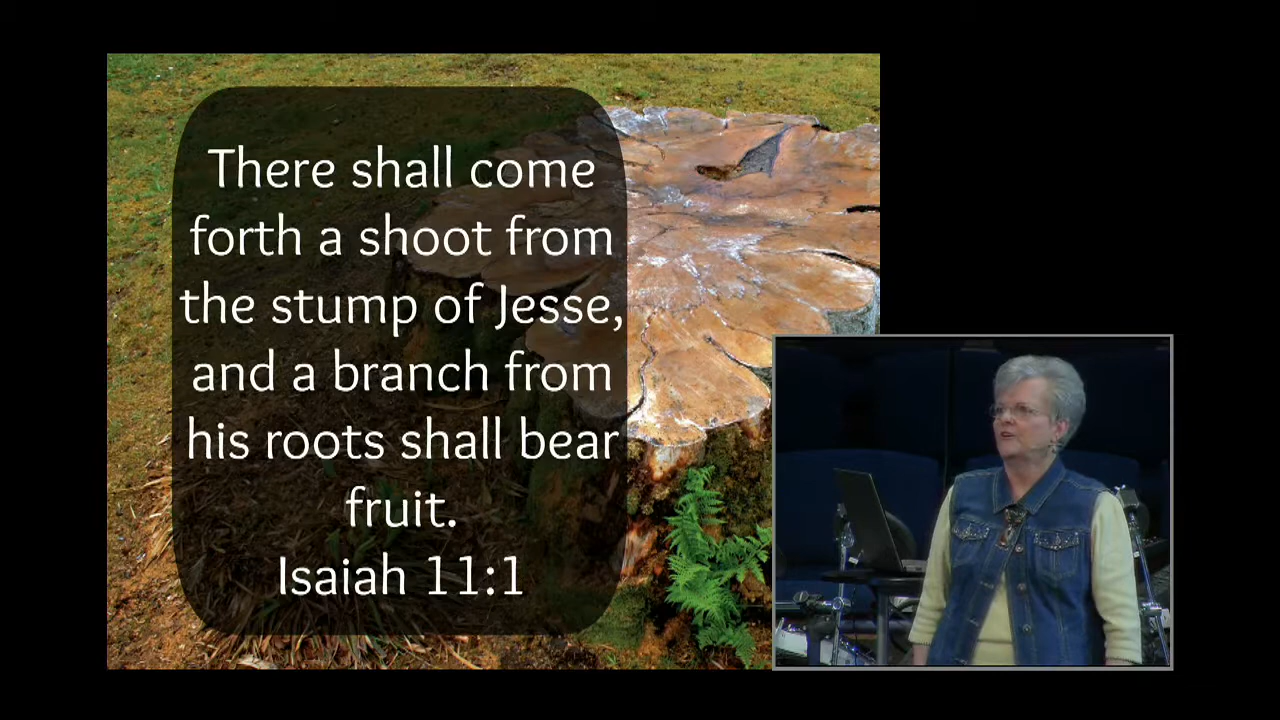 There shall come
forth a shoot from
the stump of Jesse,
and a branch from
his roots shall bear
fruit.
Isaiah 11:1